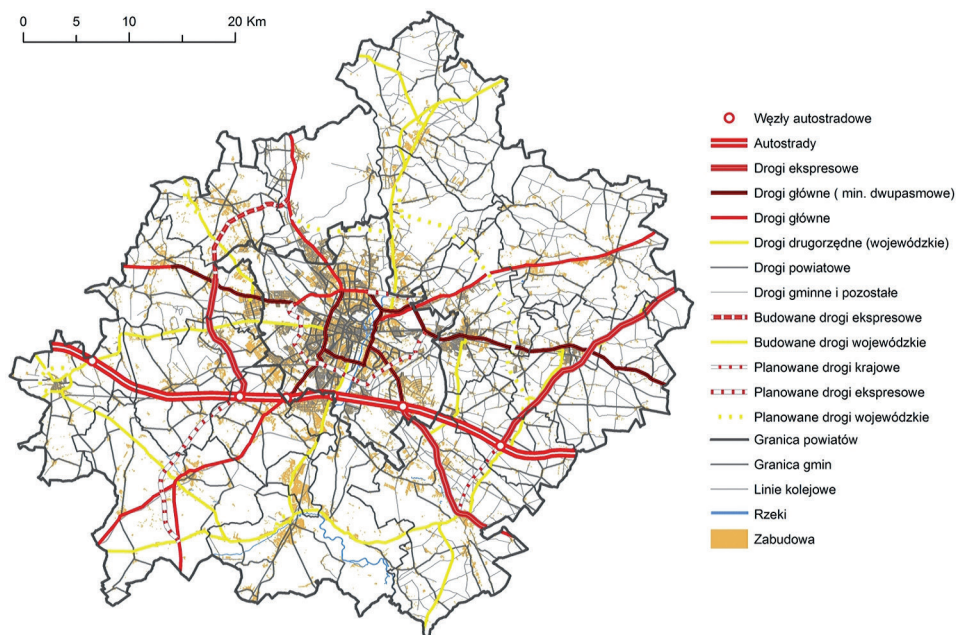 0 5 10 20 Km
Węzły autostradowe
Autostrady
Drogi ekspresowe
Drogi główne ( min. dwupasmowe)
Drogi główne
Drogi drugorzędne (wojewódzkie)
Drogi powiatowe
Drogi gminne i pozostałe
Budowane drogi ekspresowe
Budowane drogi wojewódzkie
Planowane drogi krajowe
Planowane drogi ekspresowe
Planowane drogi wojewódzkie
Granica powiatów
Granica gmin
Linie kolejowe
Rzeki
Zabudowa